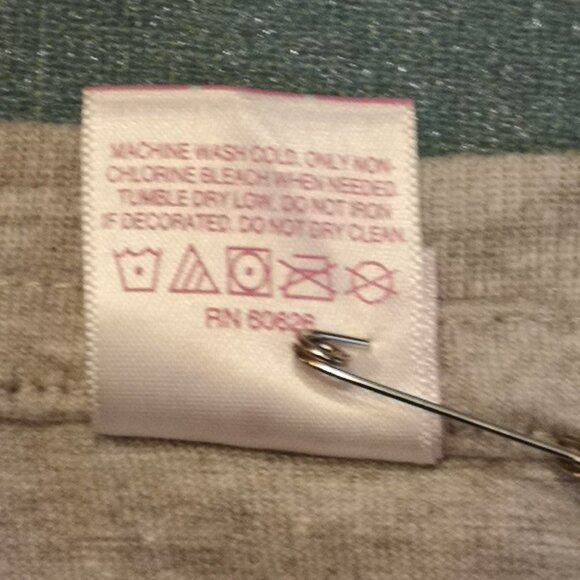 MACHINE WASH COLD. ONLY NON-
CHLORINE BLEACH WHEN NEEDED.
TUMBLE DRY LOW. DO NOT IRON
IF DECORATED. DO NOT DRY CLEAN.
RN 60626